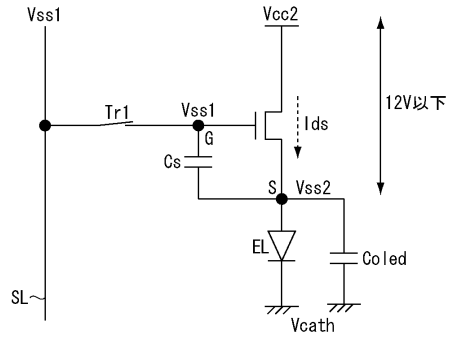 Vss1
Vcc2
Tr1
Vss1
G
Ids
12V以下
Cs
S
Vss2
EL
Coled
SL
Vcath